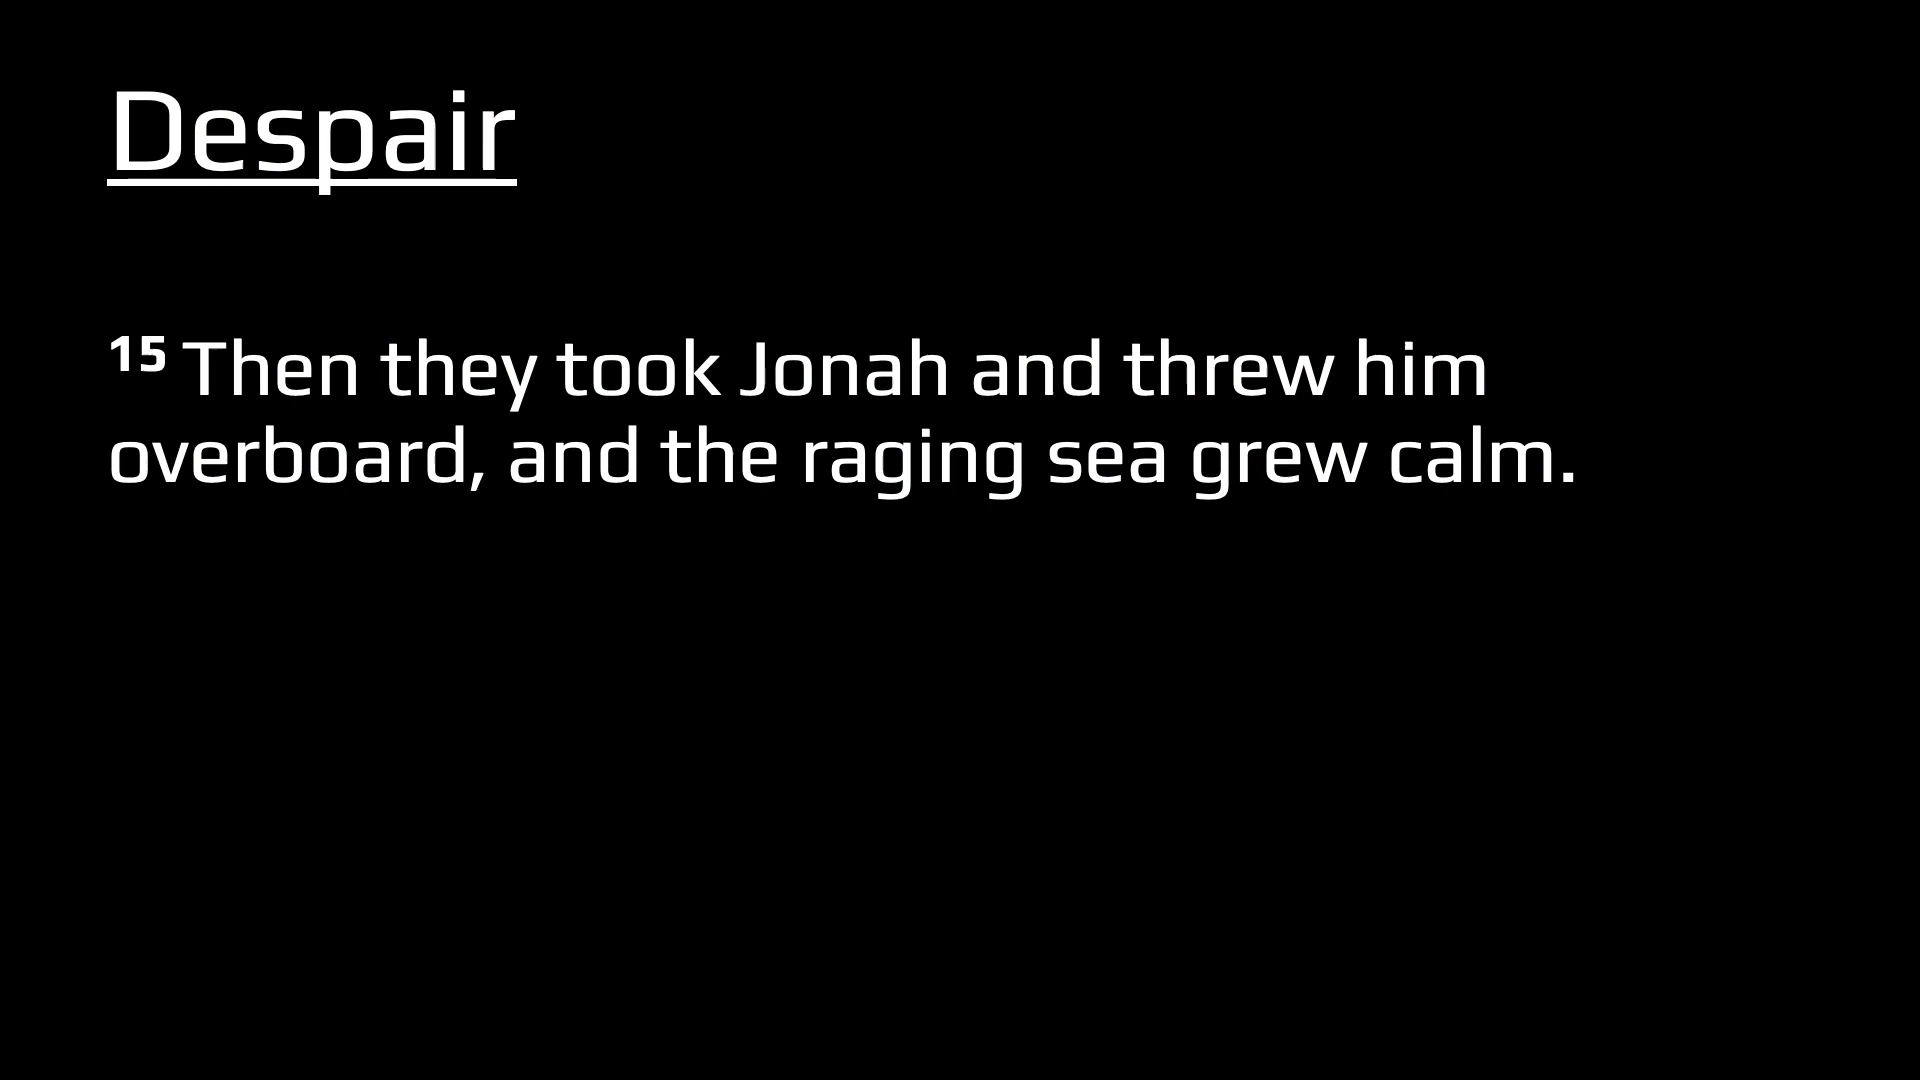 Despair
15 Then they took Jonah and threw him
overboard, and the raging sea grew calm.